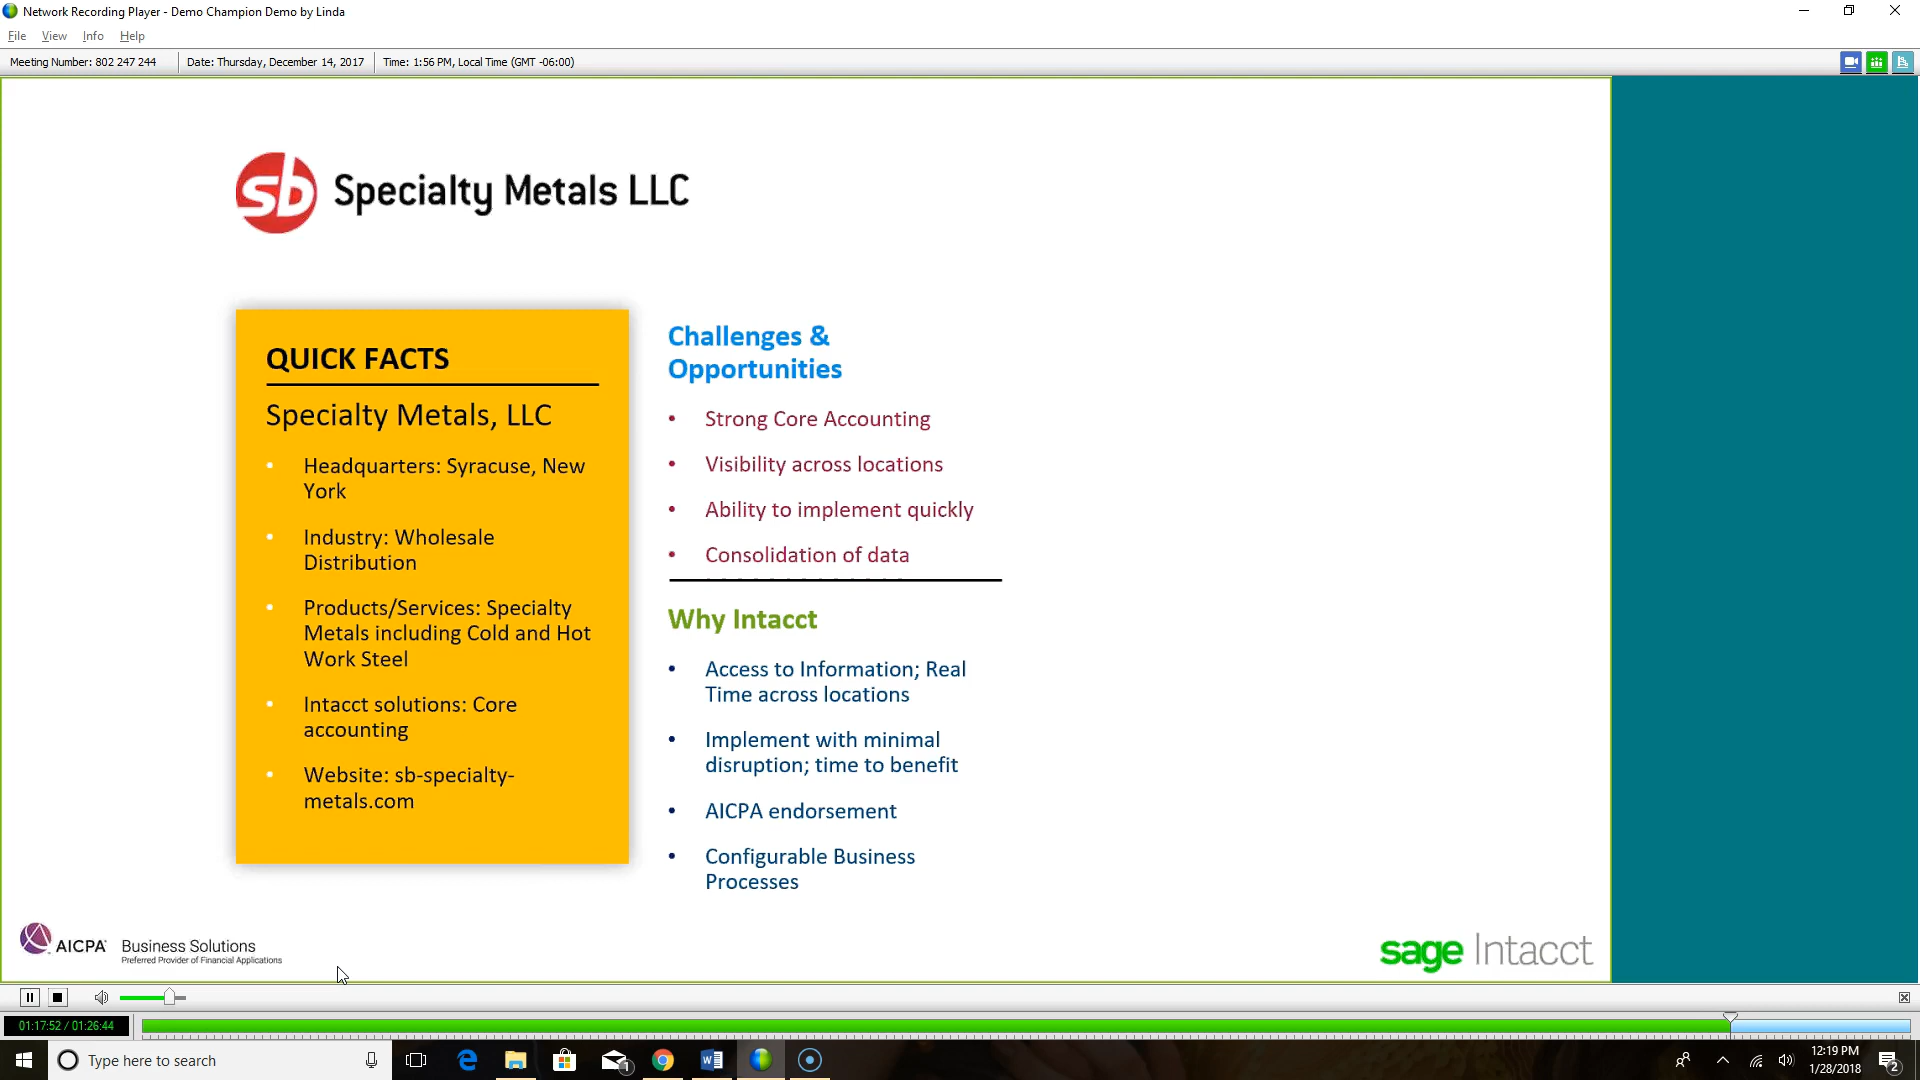 Network Recording Player - Demo Champion Demo by Linda
File View Info Help
Meeting Number: 802 247 244 Date: Thursday, December 14, 2017 Time: 1:56 PM, Local Time (GMT -06:00)
sb Specialty Metals LLC
QUICK FACTS
Specialty Metals, LLC
• Headquarters: Syracuse, New
York
• Industry: Wholesale
Distribution
• Products/Services: Specialty
Metals including Cold and Hot
Work Steel
• Intacct solutions: Core
accounting
• Website: sb-specialty-
metals.com
Challenges &
Opportunities
• Strong Core Accounting
• Visibility across locations
• Ability to implement quickly
• Consolidation of data
Why Intacct
• Access to Information; Real
Time across locations
• Implement with minimal
disruption; time to benefit
• AICPA endorsement
• Configurable Business
Processes
AICPA Business Solutions
Preferred Provider of Financial Applications
sage Intacct
01:17:52 / 01:26:44
Type here to search
1
12:19 PM
1/28/2018
2